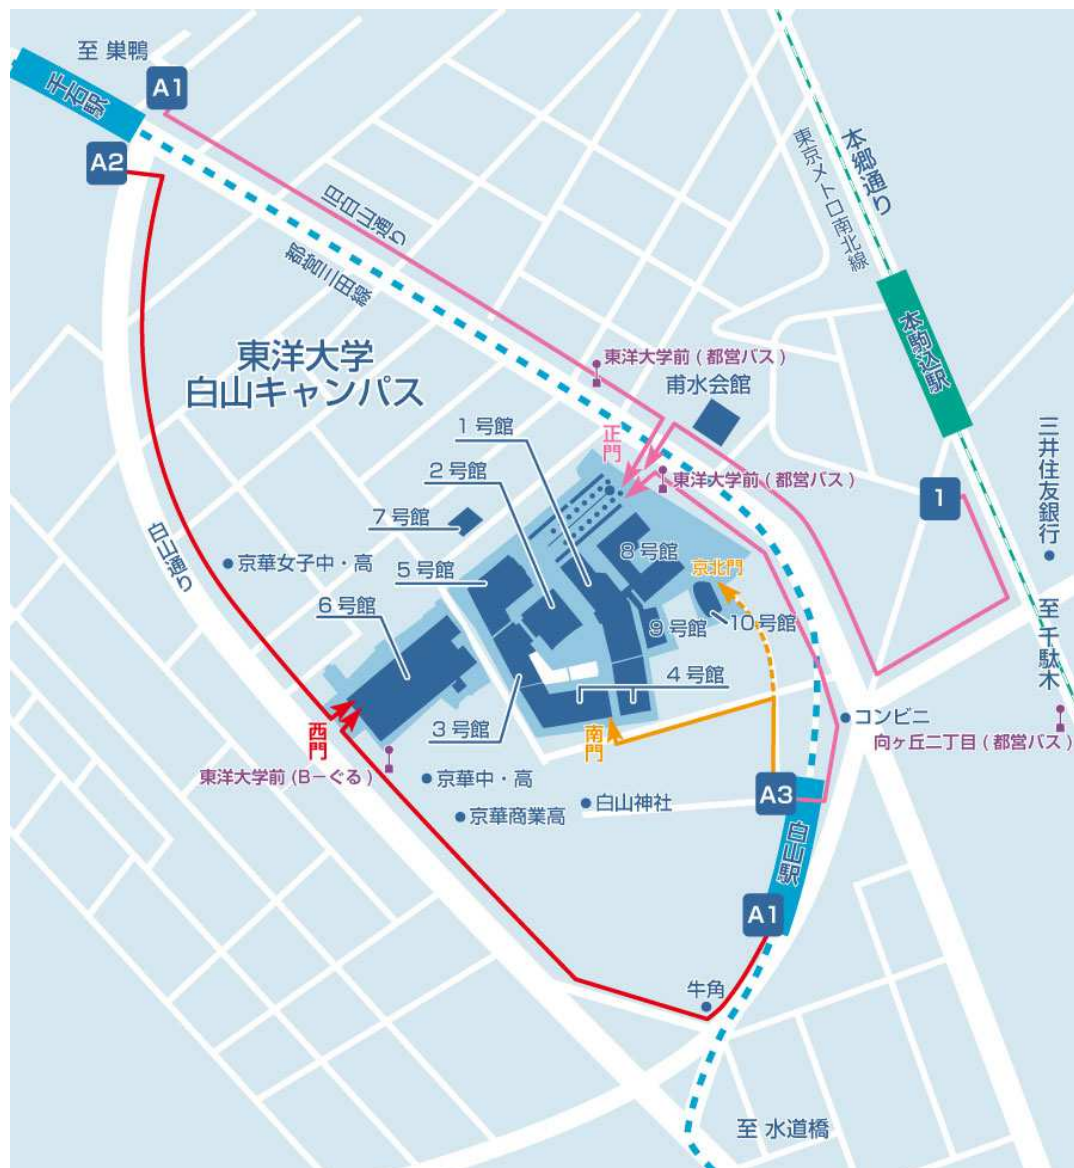 至 巣鴨
千石駅
A1
A2
本郷通り
東京メトロ南北線
旧白山通り
都営三田線
本駒込駅
東洋大学
白山キャンパス
東洋大学前 ( 都営バス )
甫水会館
1 号館
正門
2 号館
東洋大学前 ( 都営バス )
1
三井住友銀行
7 号館
白山通り
京華女子中・高
5 号館
8 号館
京北門
6 号館
9 号館
10 号館
至 千駄木
4 号館
3 号館
西門
南門
コンビニ
向ヶ丘二丁目 ( 都営バス )
東洋大学前 (B－ぐる )
京華中・高
A3
白山神社
京華商業高
白山駅
A1
牛角
至 水道橋